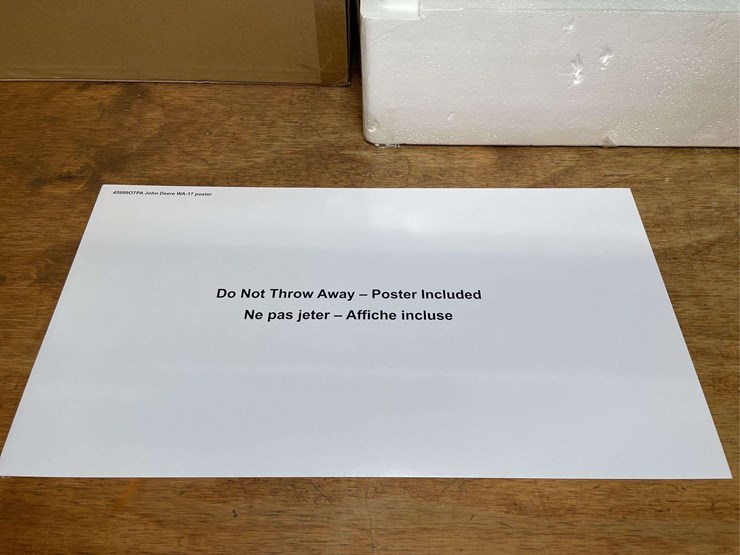 45999OTPA John Deere WA-17 poster
Do Not Throw Away – Poster Included
Ne pas jeter – Affiche incluse